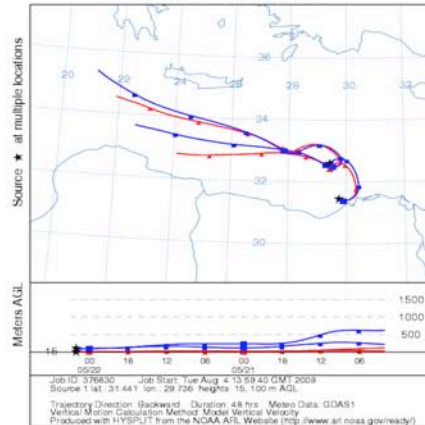 Source ★ at multiple locations
20
22
24
26
28
30
36
34
32
30
Meters AGL
15
1500
1000
500
00 18 12 06 00 18 12 06
05/22 05/21
Job ID: 376830 Job Start: Tue Aug 4 13:59:40 GMT 2009
Source 1 lat.: 31.441 lon.: 29.736 heights: 15, 100 m AGL
Trajectory Direction: Backward Duration: 48 hrs Meteo Data: GDAS1
Vertical Motion Calculation Method: Model Vertical Velocity
Produced with HYSPLIT from the NOAA ARL Website (http://www.arl.noaa.gov/ready/)